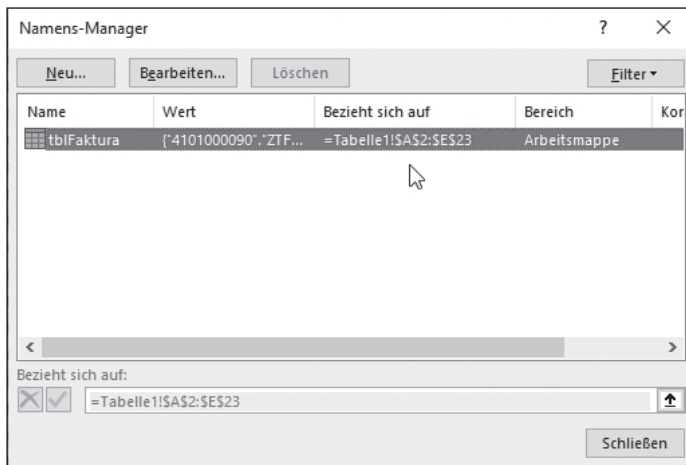 Namens-Manager ?
Neu... Bearbeiten... Löschen Filter
Name Wert Bezieht sich auf Bereich Kor
tblFaktura {"4101000090"."ZTF... =Tabelle1!$A$2:$E$23 Arbeitsmappe
Bezieht sich auf:
=Tabelle1!$A$2:$E$23
Schließen